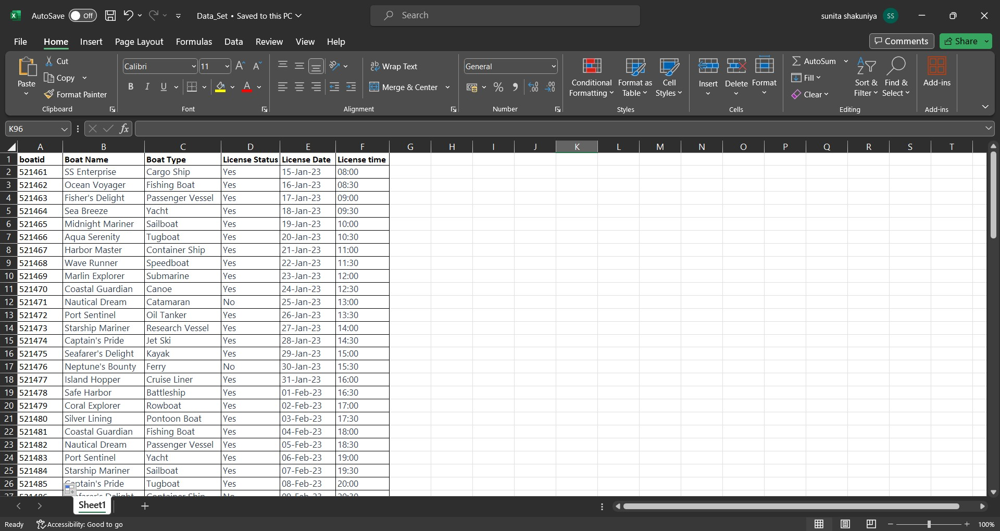 AutoSave Off Data_Set • Saved to this PC Search sunita shakuniya SS
File Home Insert Page Layout Formulas Data Review View Help Comments Share
Paste Cut Copy Format Painter Clipboard
Calibri 11 B I U A Font
Wrap Text Merge & Center Alignment
General % Number
Conditional Formatting Format as Table Cell Styles Styles
Insert Delete Format Cells
AutoSum Fill Clear Sort & Filter Find & Select Editing
Add-ins Add-ins
K96 fx
A B C D E F G H I J K L M N O P Q R S T
1 boatid Boat Name Boat Type License Status License Date License time
2 521461 SS Enterprise Cargo Ship Yes 15-Jan-23 08:00
3 521462 Ocean Voyager Fishing Boat Yes 16-Jan-23 08:30
4 521463 Fisher's Delight Passenger Vessel Yes 17-Jan-23 09:00
5 521464 Sea Breeze Yacht Yes 18-Jan-23 09:30
6 521465 Midnight Mariner Sailboat Yes 19-Jan-23 10:00
7 521466 Aqua Serenity Tugboat Yes 20-Jan-23 10:30
8 521467 Harbor Master Container Ship Yes 21-Jan-23 11:00
9 521468 Wave Runner Speedboat Yes 22-Jan-23 11:30
10 521469 Marlin Explorer Submarine Yes 23-Jan-23 12:00
11 521470 Coastal Guardian Canoe Yes 24-Jan-23 12:30
12 521471 Nautical Dream Catamaran No 25-Jan-23 13:00
13 521472 Port Sentinel Oil Tanker Yes 26-Jan-23 13:30
14 521473 Starship Mariner Research Vessel Yes 27-Jan-23 14:00
15 521474 Captain's Pride Jet Ski Yes 28-Jan-23 14:30
16 521475 Seafarer's Delight Kayak Yes 29-Jan-23 15:00
17 521476 Neptune's Bounty Ferry No 30-Jan-23 15:30
18 521477 Island Hopper Cruise Liner Yes 31-Jan-23 16:00
19 521478 Safe Harbor Battleship Yes 01-Feb-23 16:30
20 521479 Coral Explorer Rowboat Yes 02-Feb-23 17:00
21 521480 Silver Lining Pontoon Boat Yes 03-Feb-23 17:30
22 521481 Coastal Guardian Fishing Boat Yes 04-Feb-23 18:00
23 521482 Nautical Dream Passenger Vessel Yes 05-Feb-23 18:30
24 521483 Port Sentinel Yacht Yes 06-Feb-23 19:00
25 521484 Starship Mariner Sailboat Yes 07-Feb-23 19:30
26 521485 Captain's Pride Tugboat Yes 08-Feb-23 20:00
Sheet1
Ready Accessibility: Good to go 100%